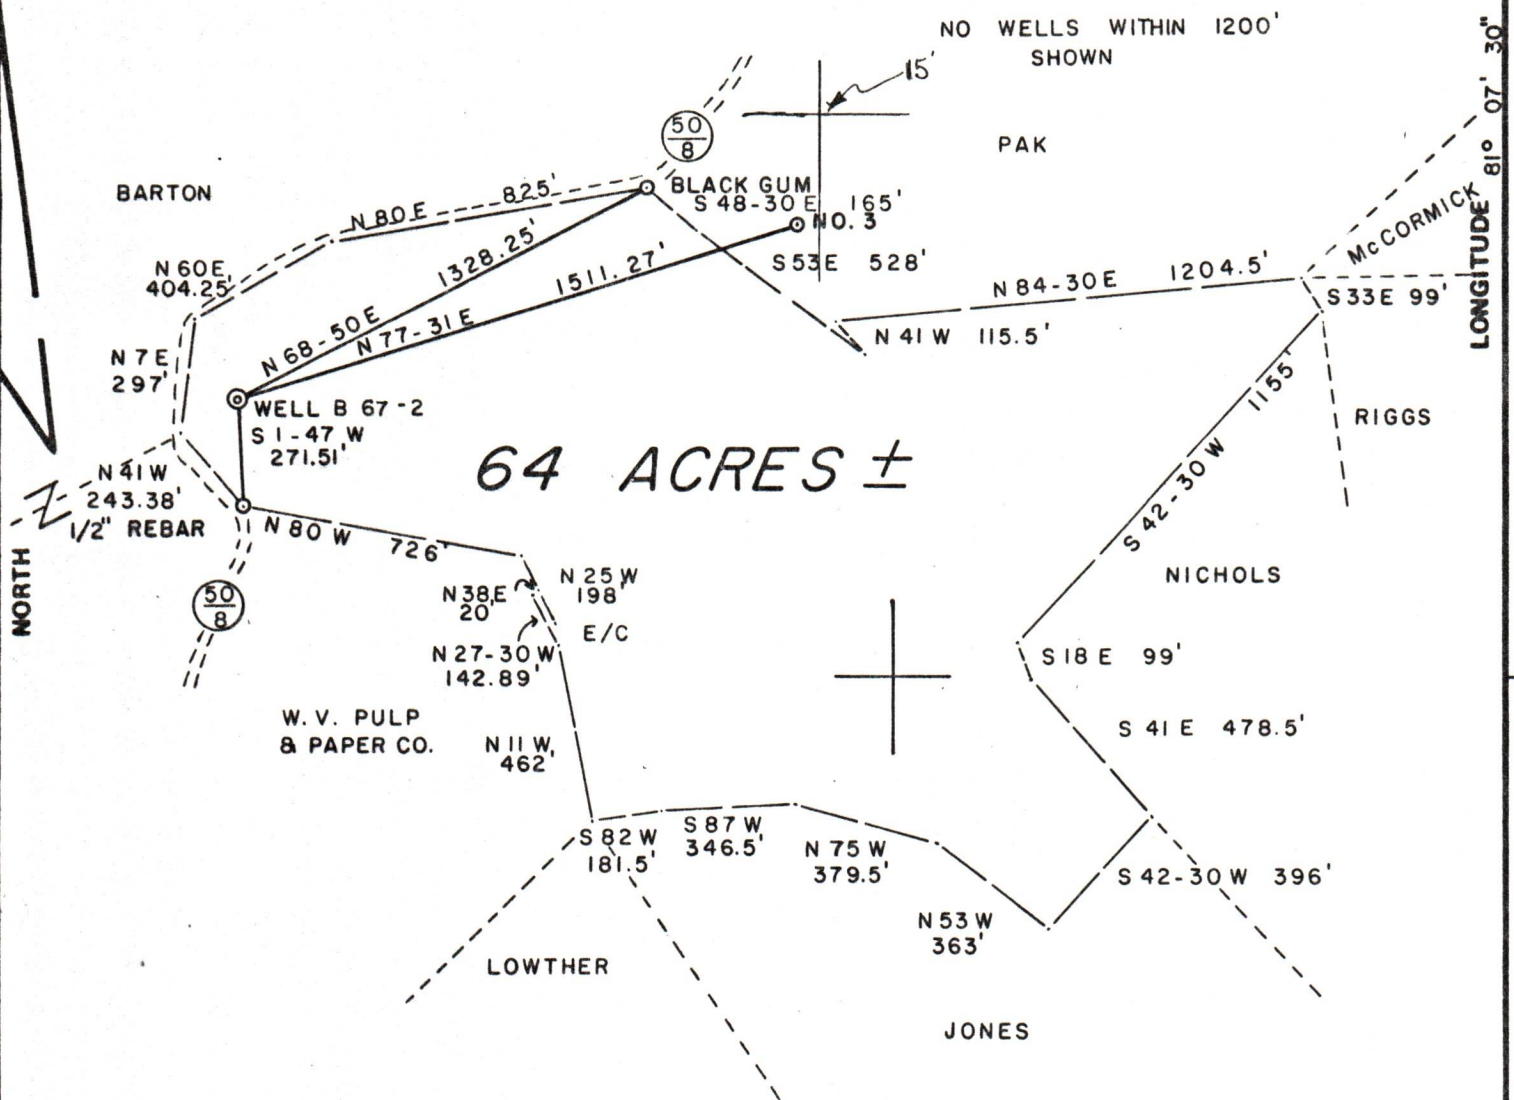 NO WELLS WITHIN 1200'
SHOWN
15'
50
8
PAK
LONGITUDE 81° 07' 30"
BARTON
BLACK GUM
S 48-30 E 165'
NO. 3
N 80 E 825'
McCORMICK
N 60 E
404.25'
1328.25'
1511.27'
S 53 E 528'
N 84-30 E 1204.5'
S 33 E 99'
N 68-50 E
N 77-31 E
N 41 W 115.5'
N 7 E
297'
WELL B 67-2
S 1-47 W
271.51'
1155'
RIGGS
64 ACRES ±
N 41 W
243.38'
1/2" REBAR
S 42-30 W
N 80 W 726'
NORTH
NICHOLS
N 25 W
198'
N 38 E
20'
50
8
E/C
N 27-30 W
142.89'
S 18 E 99'
W. V. PULP
& PAPER CO.
N 11 W
462'
S 41 E 478.5'
S 82 W
181.5'
S 87 W
346.5'
N 75 W
379.5'
S 42-30 W 396'
N 53 W
363'
LOWTHER
JONES